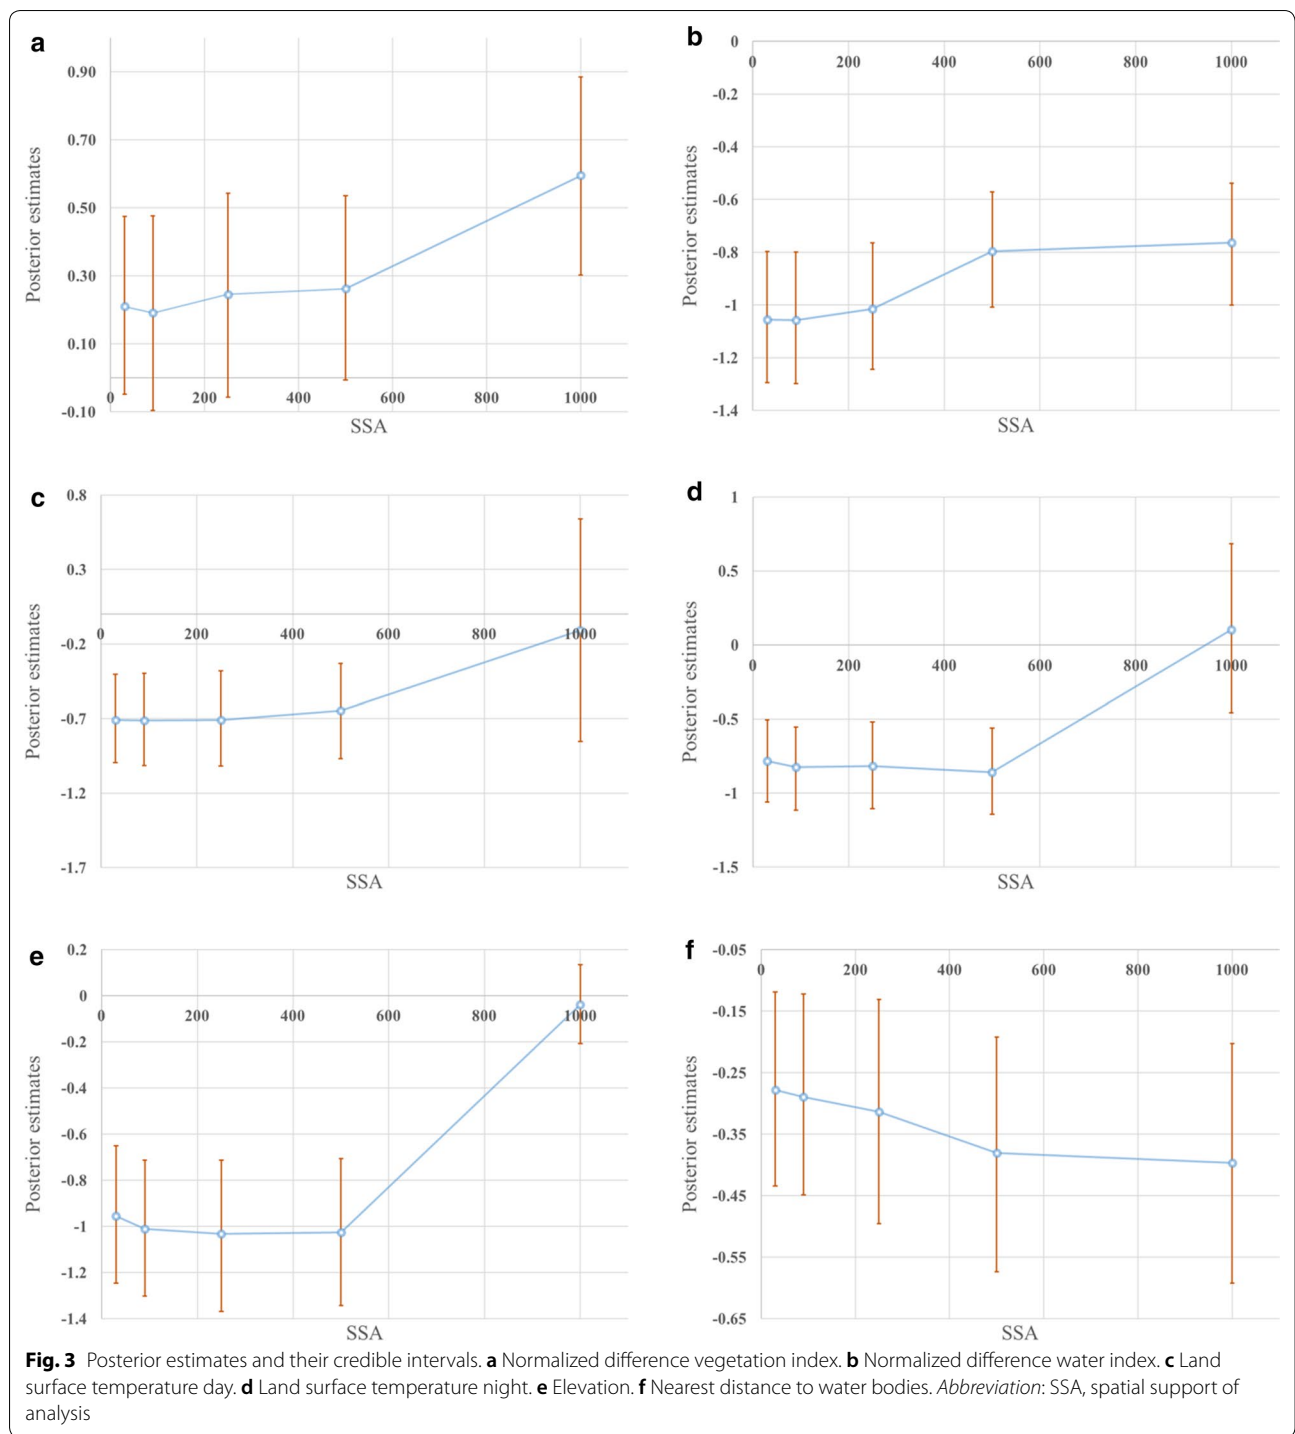 a
0.90
0.70
0.50
0.30
0.10
-0.10
0 200 400 600 800 1000
Posterior estimates
SSA
b
0
-0.2
-0.4
-0.6
-0.8
-1
-1.2
-1.4
0 200 400 600 800 1000
Posterior estimates
SSA
c
0.8
0.3
-0.2
-0.7
-1.2
-1.7
0 200 400 600 800 1000
Posterior estimates
SSA
d
1
0.5
0
-0.5
-1
-1.5
0 200 400 600 800 1000
Posterior estimates
SSA
e
0.2
0
-0.2
-0.4
-0.6
-0.8
-1
-1.2
-1.4
0 200 400 600 800 1000
Posterior estimates
SSA
f
-0.05
-0.15
-0.25
-0.35
-0.45
-0.55
-0.65
0 200 400 600 800 1000
Posterior estimates
SSA
Fig. 3 Posterior estimates and their credible intervals. a Normalized difference vegetation index. b Normalized difference water index. c Land
surface temperature day. d Land surface temperature night. e Elevation. f Nearest distance to water bodies. Abbreviation: SSA, spatial support of
analysis